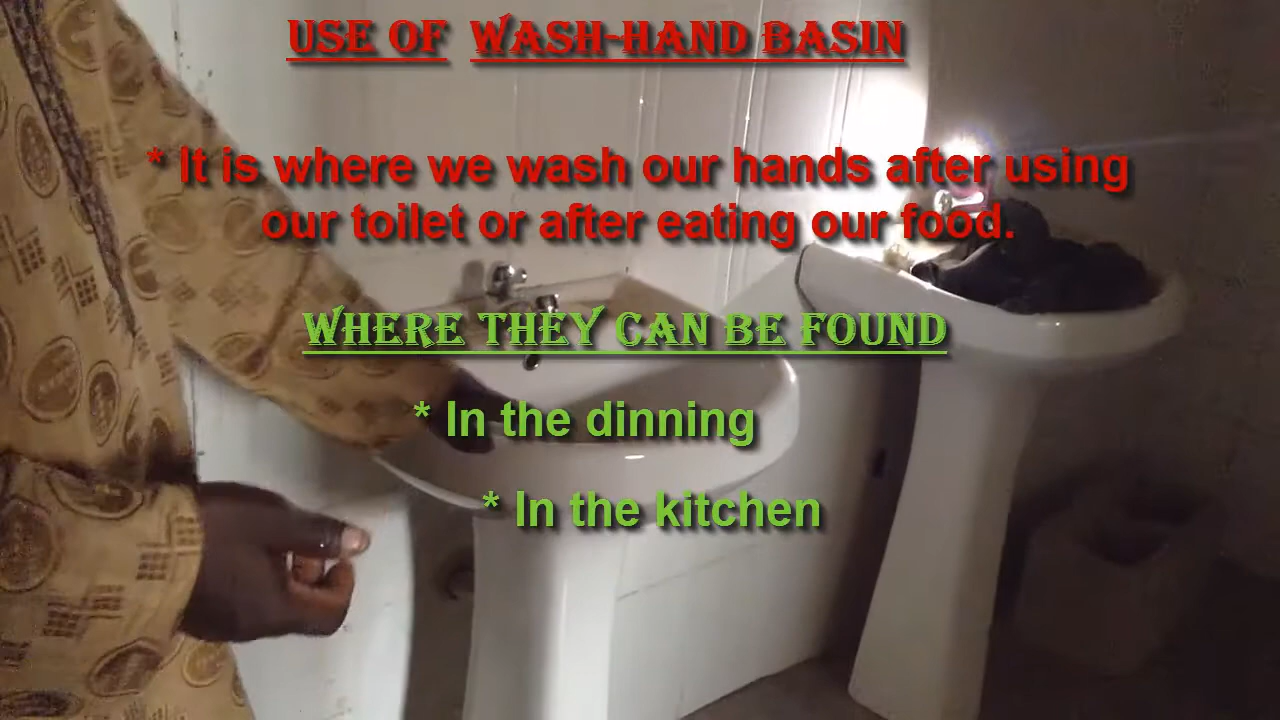 USE OF WASH-HAND BASIN
* It is where we wash our hands after using
our toilet or after eating our food.
WHERE THEY CAN BE FOUND
* In the dinning
* In the kitchen